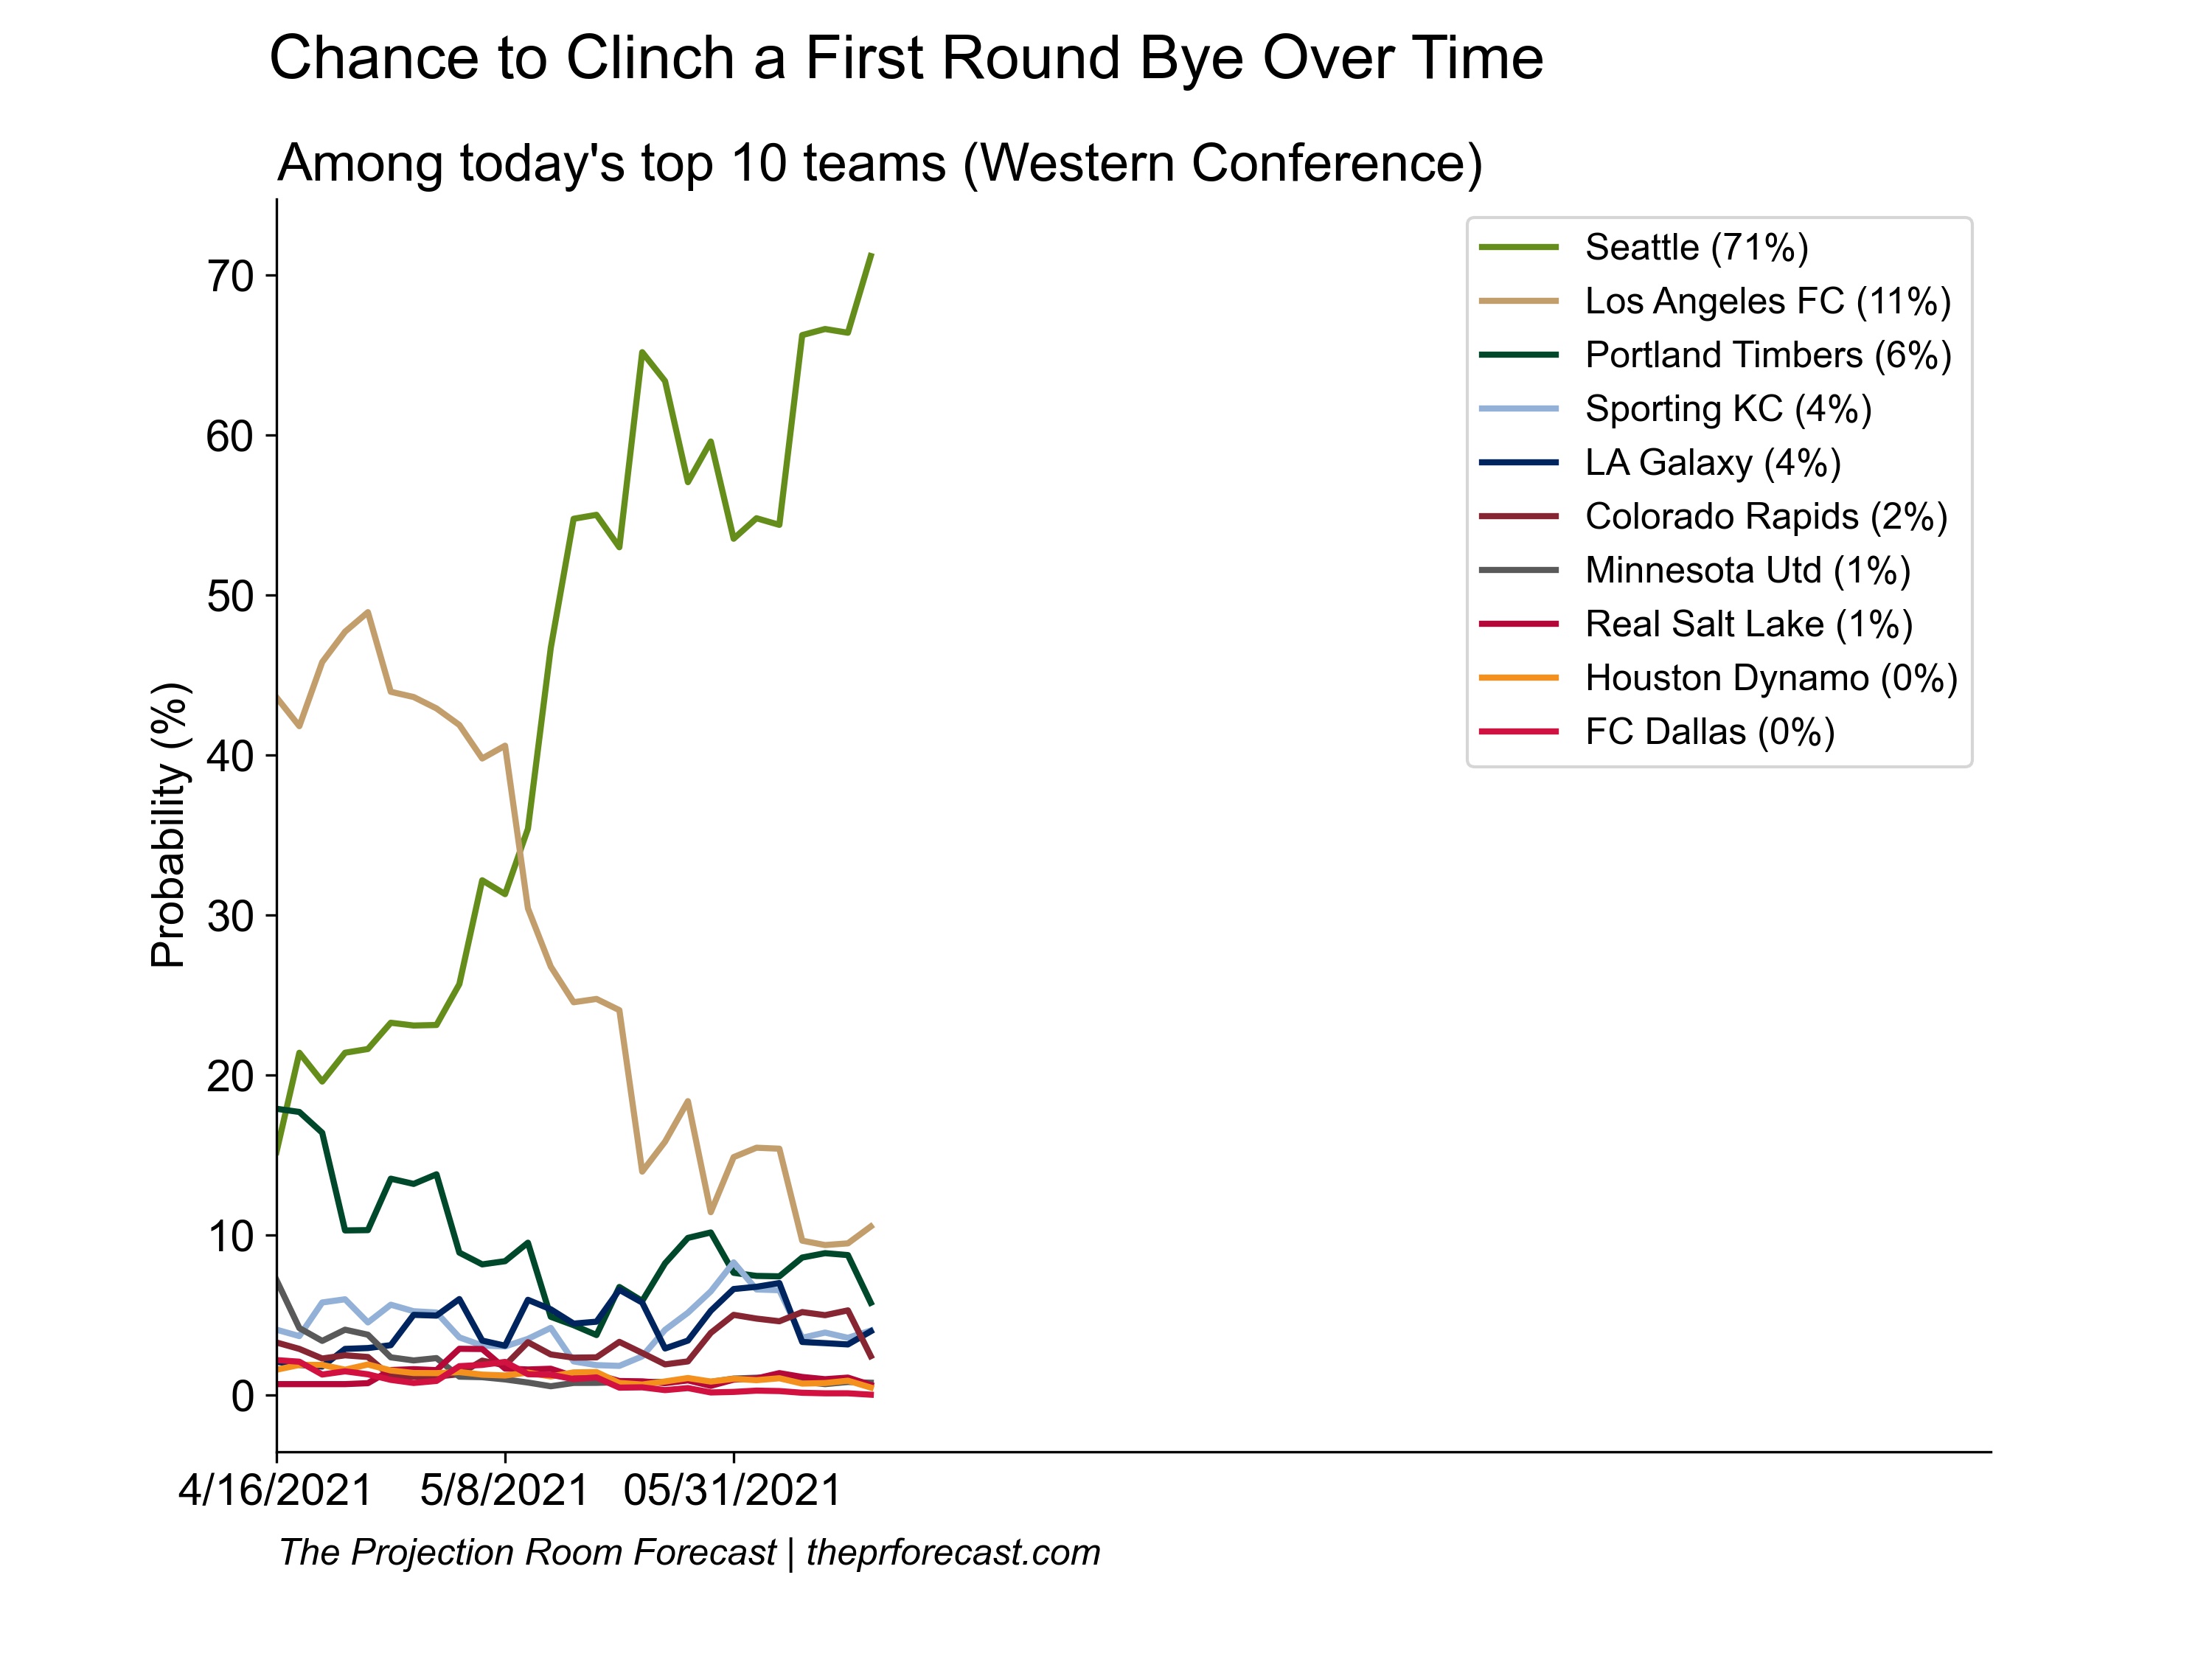 Chance to Clinch a First Round Bye Over Time
Among today's top 10 teams (Western Conference)
Probability (%)
70
60
50
40
30
20
10
0
Seattle (71%)
Los Angeles FC (11%)
Portland Timbers (6%)
Sporting KC (4%)
LA Galaxy (4%)
Colorado Rapids (2%)
Minnesota Utd (1%)
Real Salt Lake (1%)
Houston Dynamo (0%)
FC Dallas (0%)
4/16/2021 5/8/2021 05/31/2021
The Projection Room Forecast | theprforecast.com